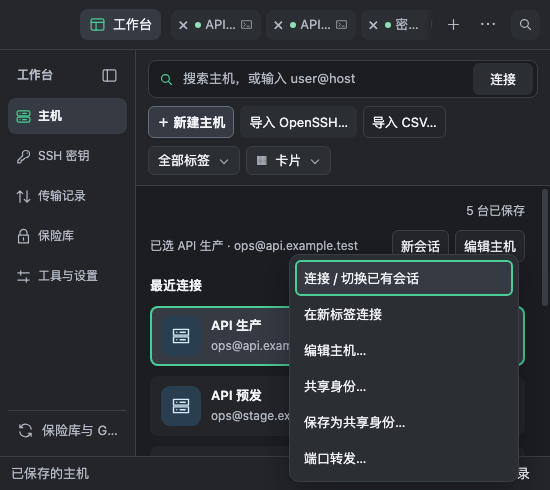 工作台
API...
API...
密...
工作台
搜索主机，或输入 user@host
连接
主机
+ 新建主机
导入 OpenSSH...
导入 CSV...
SSH 密钥
全部标签
卡片
传输记录
5 台已保存
保险库
已选 API 生产 · ops@api.example.test
新会话
编辑主机
工具与设置
连接 / 切换已有会话
最近连接
在新标签连接
API 生产
ops@api.exam
编辑主机...
共享身份...
API 预发
ops@stage.ex
保存为共享身份...
保险库与 G...
端口转发...
已保存的主机
录